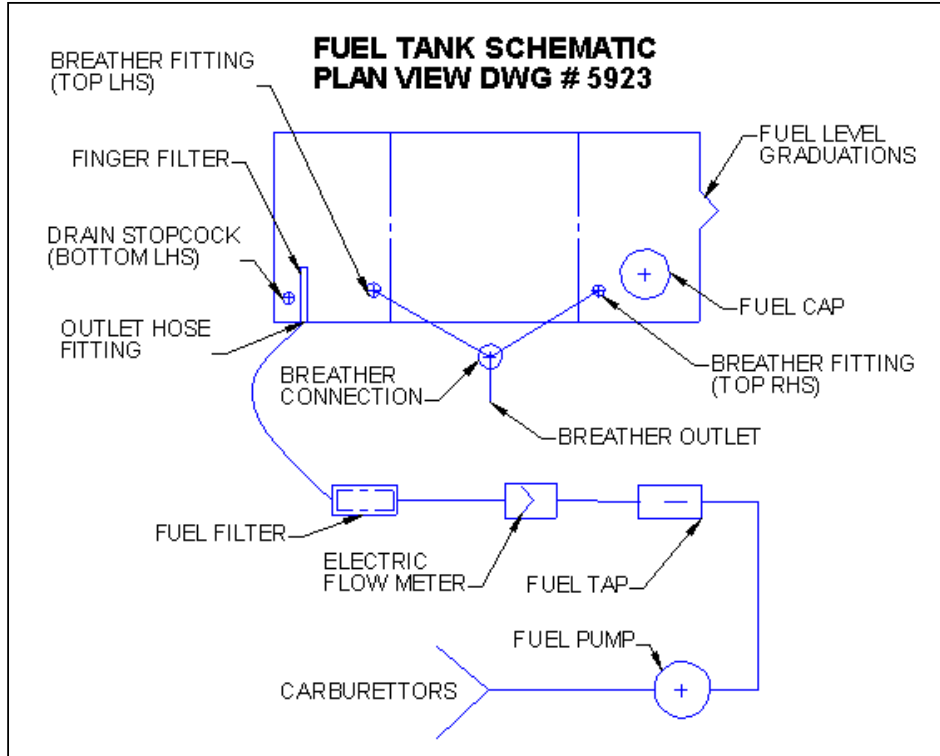 FUEL TANK SCHEMATIC
PLAN VIEW DWG # 5923
BREATHER FITTING
(TOP LHS)
FUEL LEVEL
GRADUATIONS
FINGER FILTER
DRAIN STOPCOCK
(BOTTOM LHS)
FUEL CAP
OUTLET HOSE
FITTING
BREATHER
CONNECTION
BREATHER FITTING
(TOP RHS)
BREATHER OUTLET
FUEL FILTER
ELECTRIC
FLOW METER
FUEL TAP
FUEL PUMP
CARBURETTORS